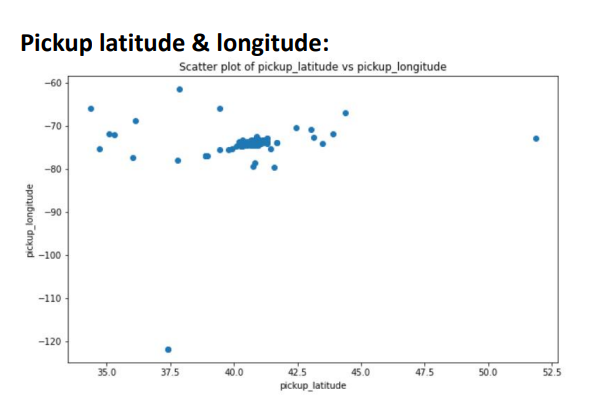 Pickup latitude & longitude:
Scatter plot of pickup_latitude vs pickup_longitude
−60
−70
−80
−90
−100
−110
−120
pickup_longitude
35.0 37.5 40.0 42.5 45.0 47.5 50.0 52.5
pickup_latitude